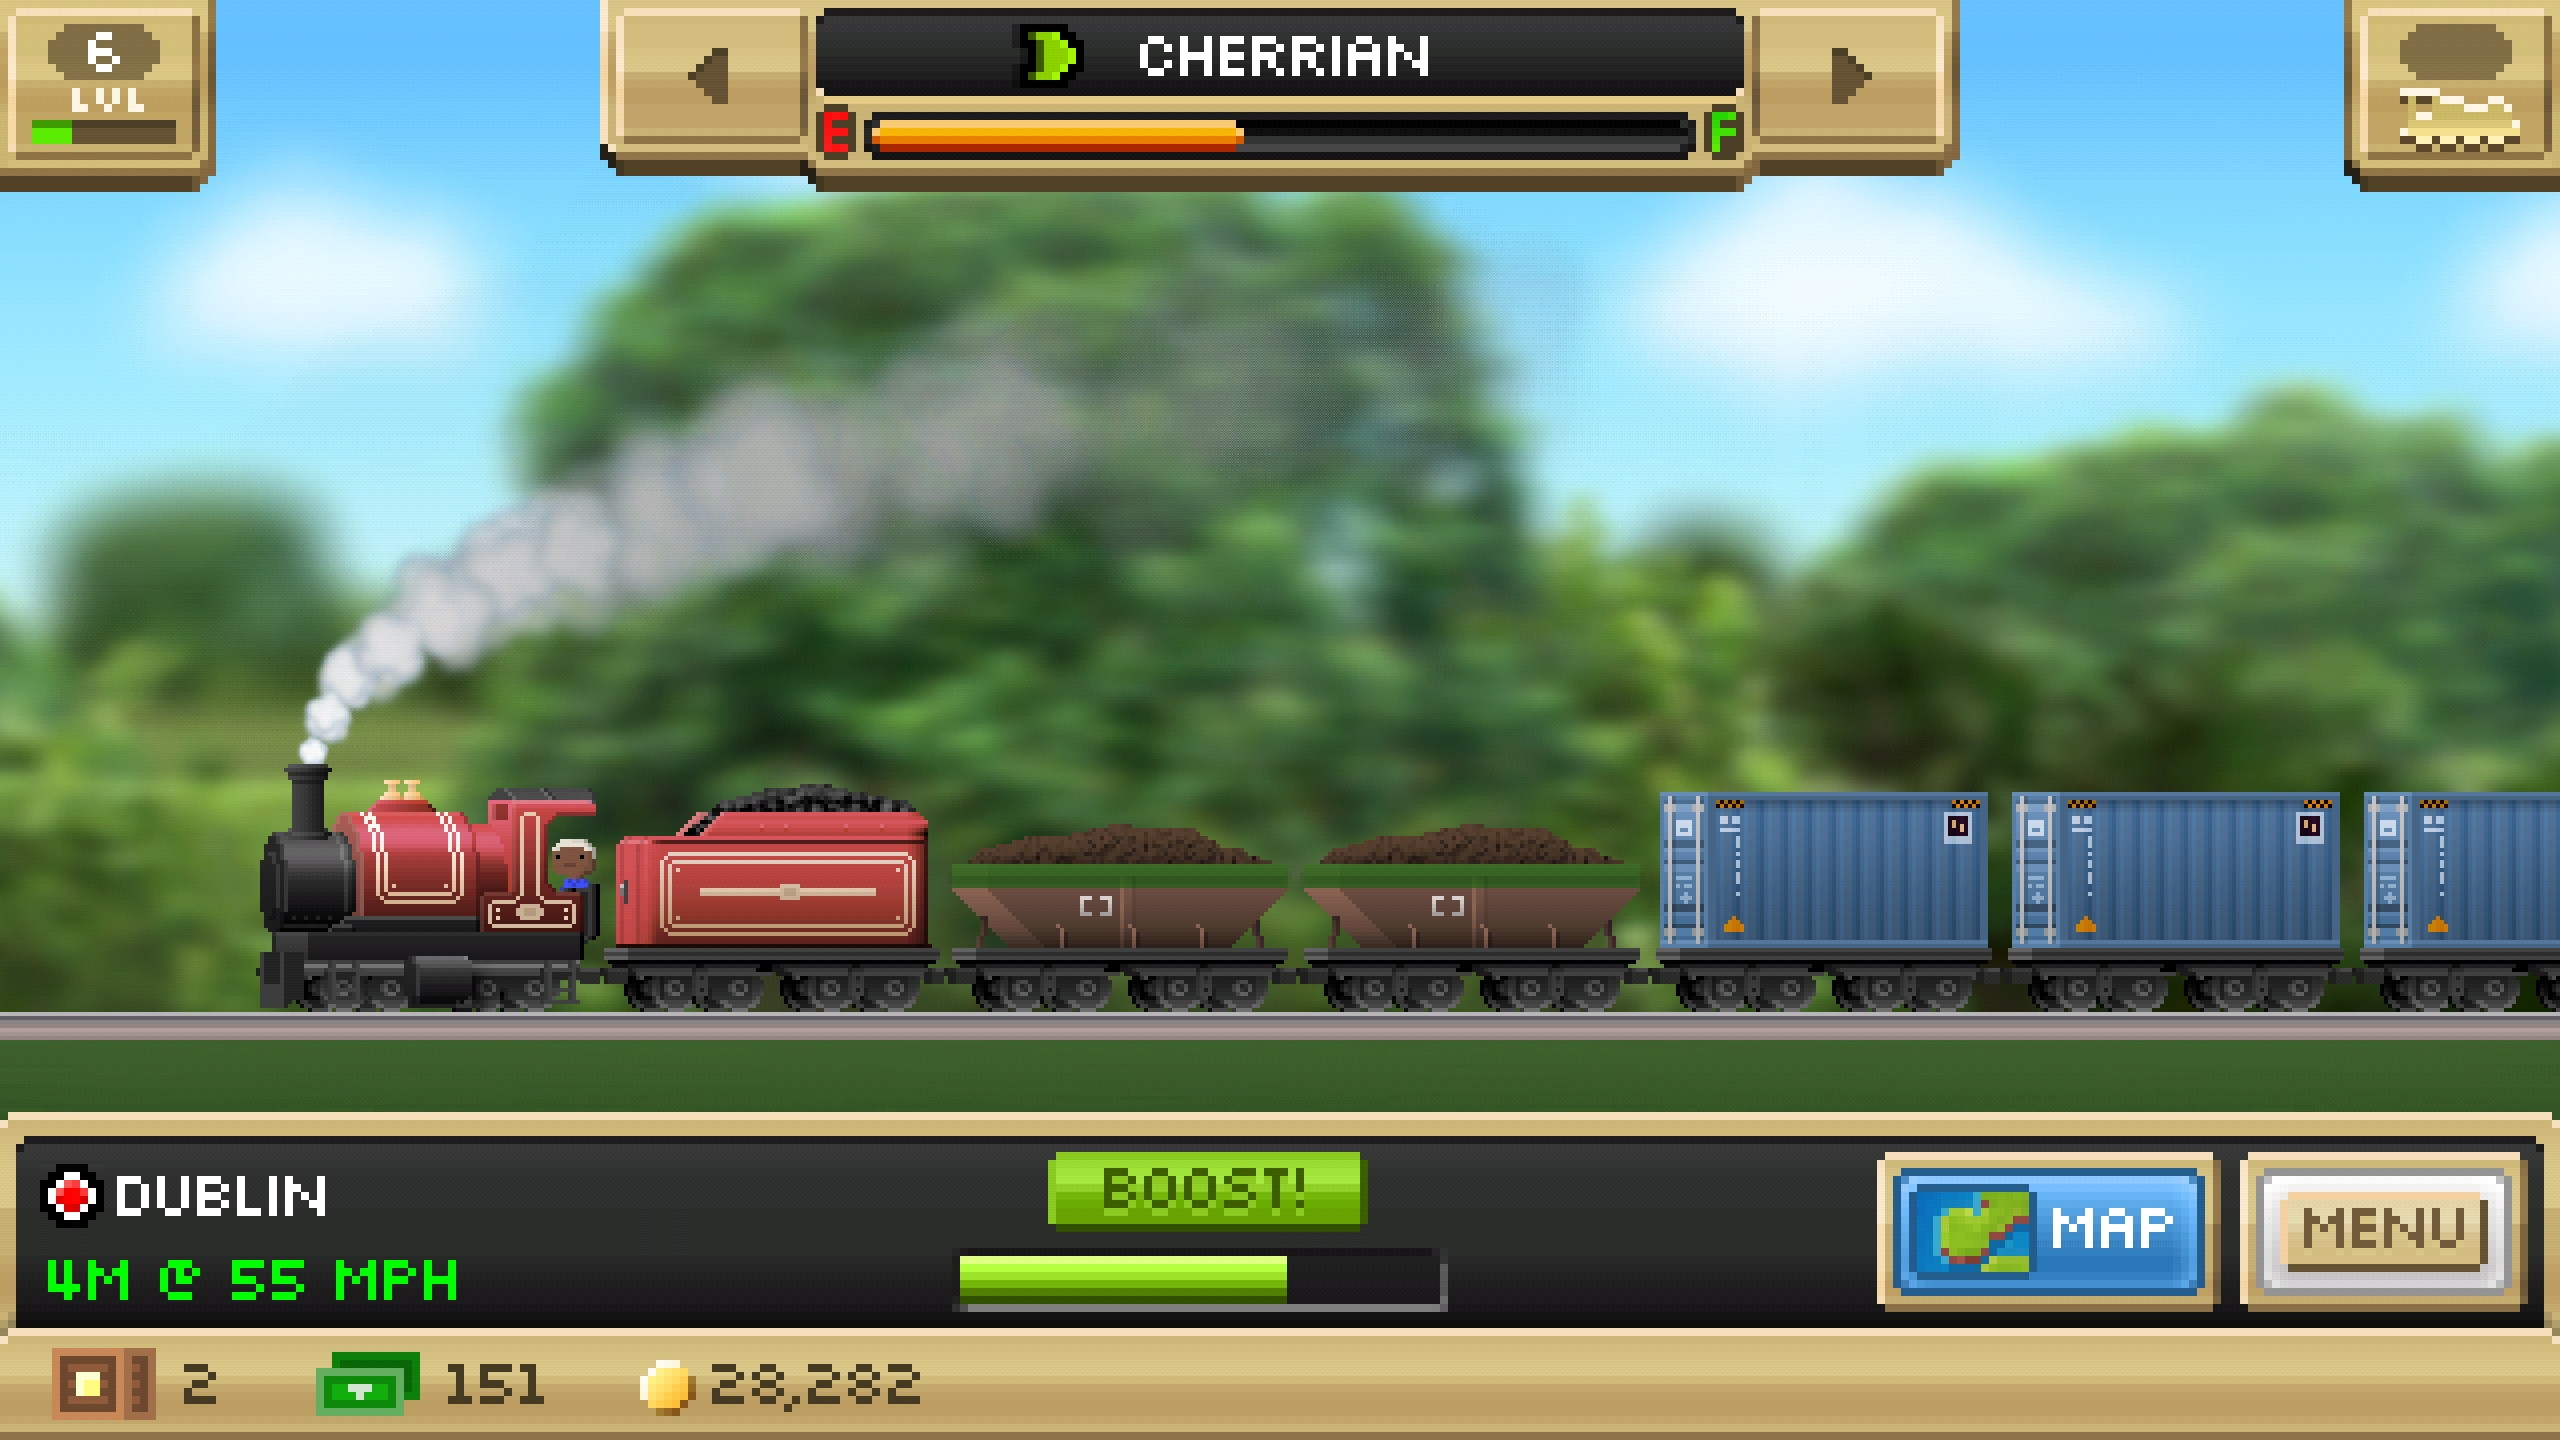 6
LVL
CHERRIAN
E
F
DUBLIN
4M @ 55 MPH
BOOST!
MAP
MENU
2
151
28,282